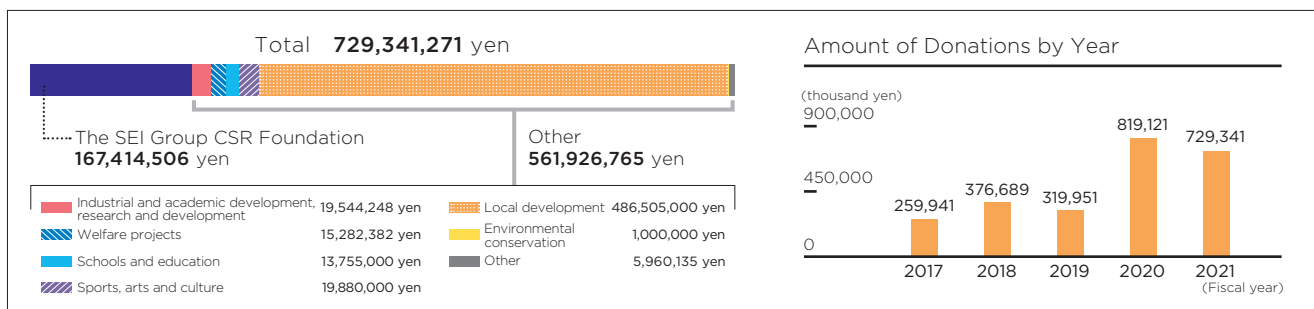 Total 729,341,271 yen
The SEI Group CSR Foundation
167,414,506 yen
Other
561,926,765 yen
Industrial and academic development,
research and development 19,544,248 yen
Welfare projects 15,282,382 yen
Schools and education 13,755,000 yen
Sports, arts and culture 19,880,000 yen
Local development 486,505,000 yen
Environmental
conservation 1,000,000 yen
Other 5,960,135 yen
Amount of Donations by Year
(thousand yen)
900,000
450,000
0
259,941
376,689
319,951
819,121
729,341
2017 2018 2019 2020 2021
(Fiscal year)